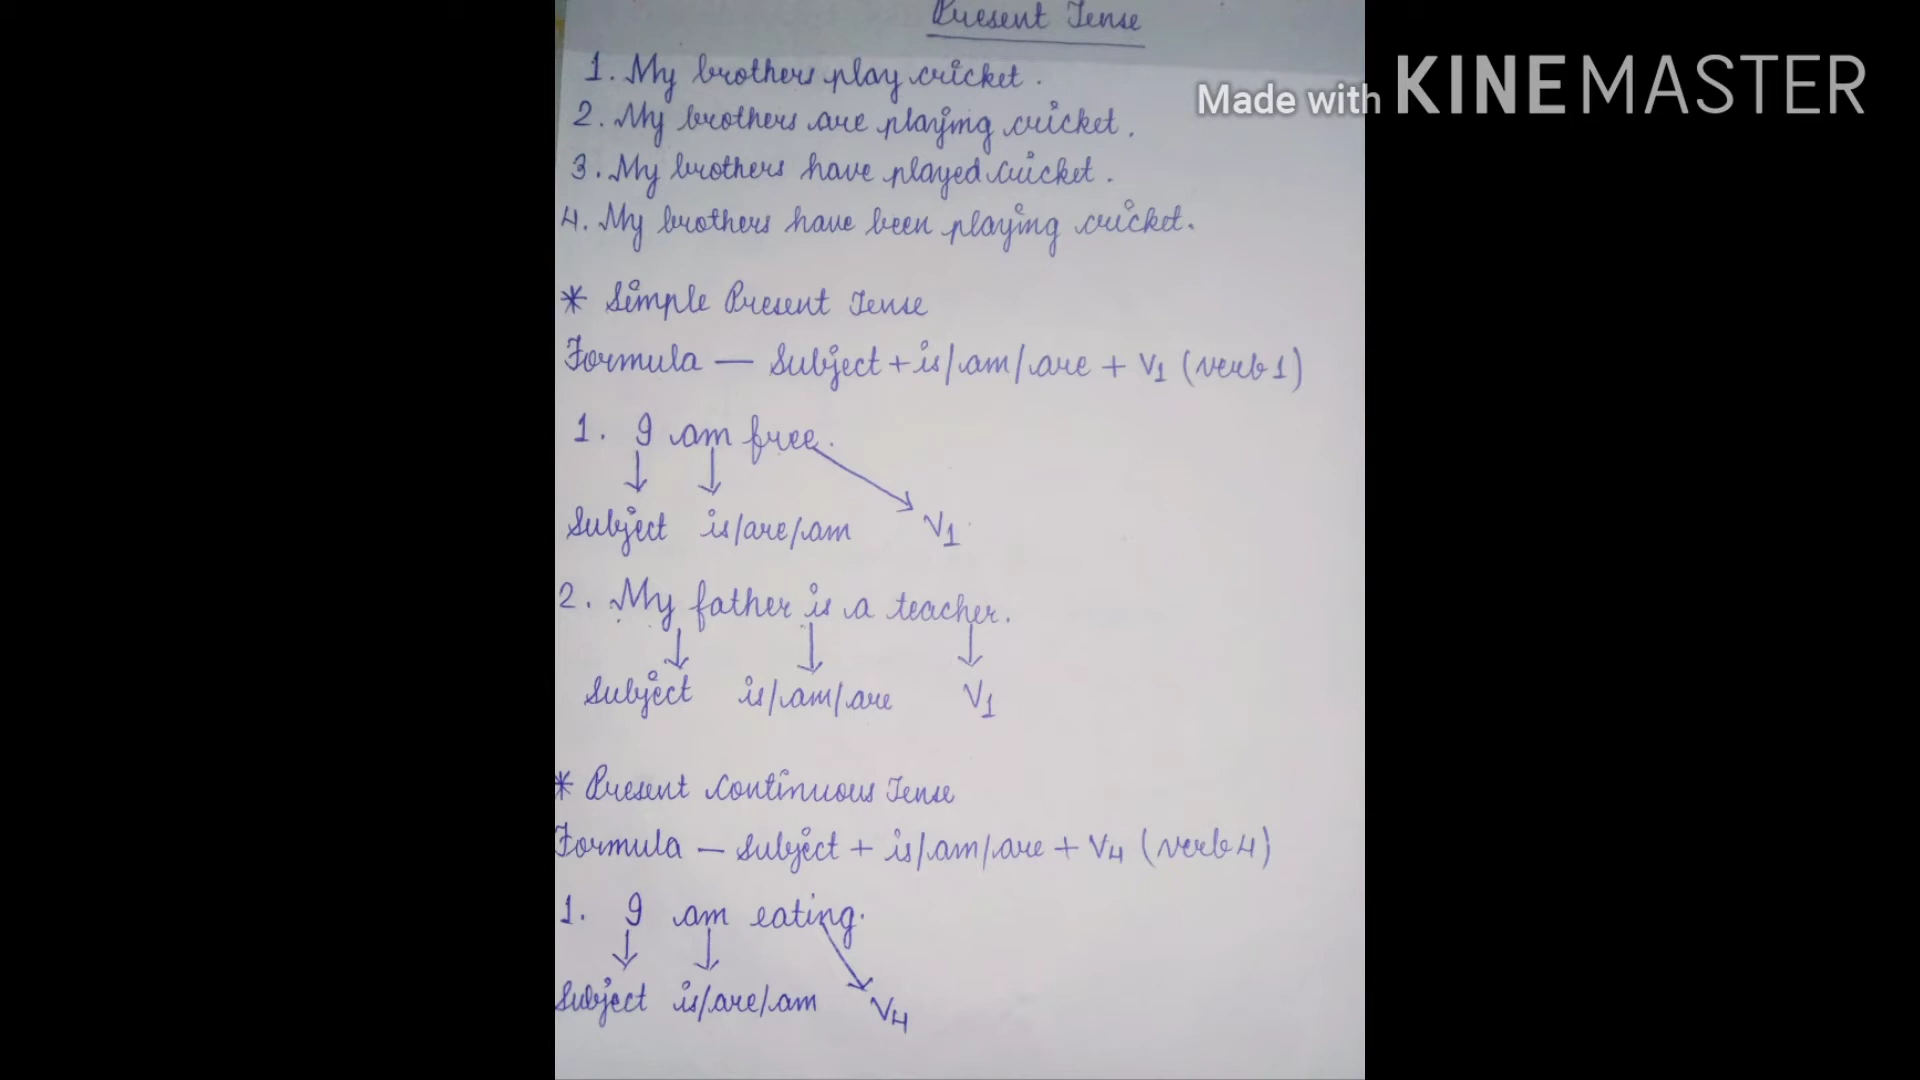 Present Tense
Made with KINEMASTER
1. My brothers play cricket.
2. My brothers are playing cricket.
3. My brothers have played cricket.
4. My brothers have been playing cricket.
* Simple Present Tense
Formula — Subject + is/am/are + V1 (verb 1)
1. I am free.
Subject is/are/am V1
2. My father is a teacher.
Subject is/am/are V1
* Present Continuous Tense
Formula — Subject + is/am/are + V4 (verb 4)
1. I am eating.
Subject is/are/am V4